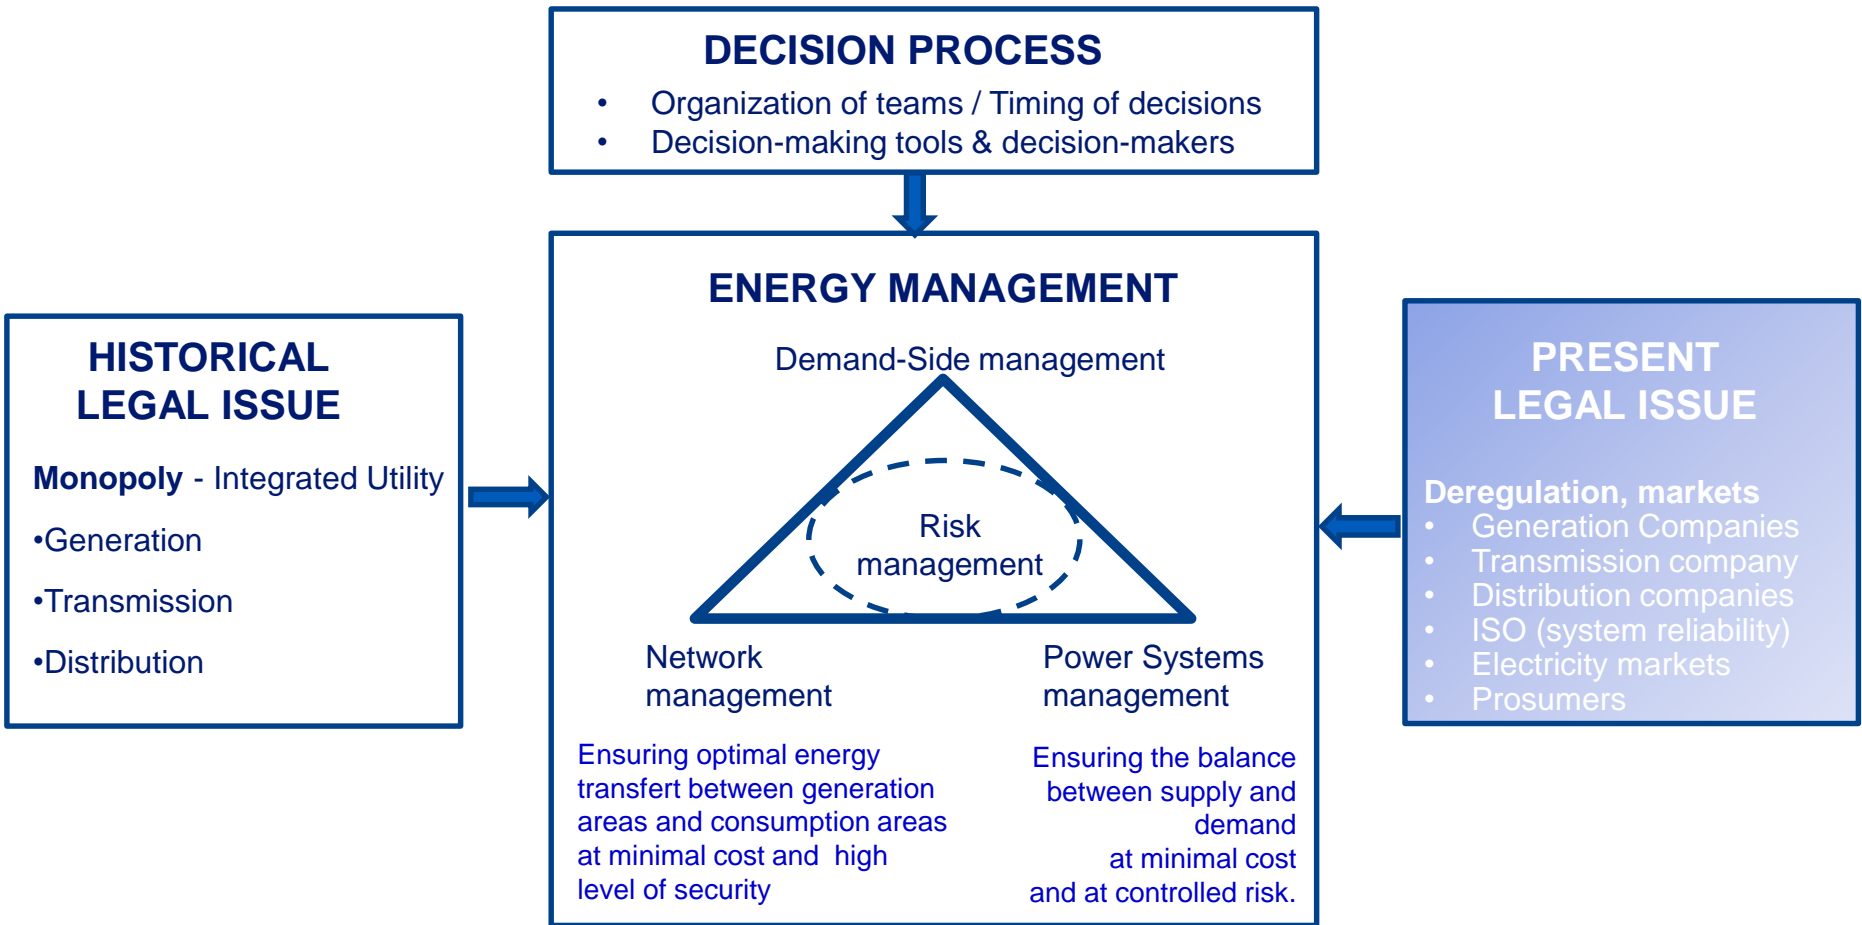 DECISION PROCESS
• Organization of teams / Timing of decisions
• Decision-making tools & decision-makers
HISTORICAL
LEGAL ISSUE
Monopoly - Integrated Utility
•Generation
•Transmission
•Distribution
ENERGY MANAGEMENT
Demand-Side management
Risk
management
Network
management
Power Systems
management
Ensuring optimal energy
transfert between generation
areas and consumption areas
at minimal cost and high
level of security
Ensuring the balance
between supply and
demand
at minimal cost
and at controlled risk.
PRESENT
LEGAL ISSUE
Deregulation, markets
• Generation Companies
• Transmission company
• Distribution companies
• ISO (system reliability)
• Electricity markets
• Prosumers